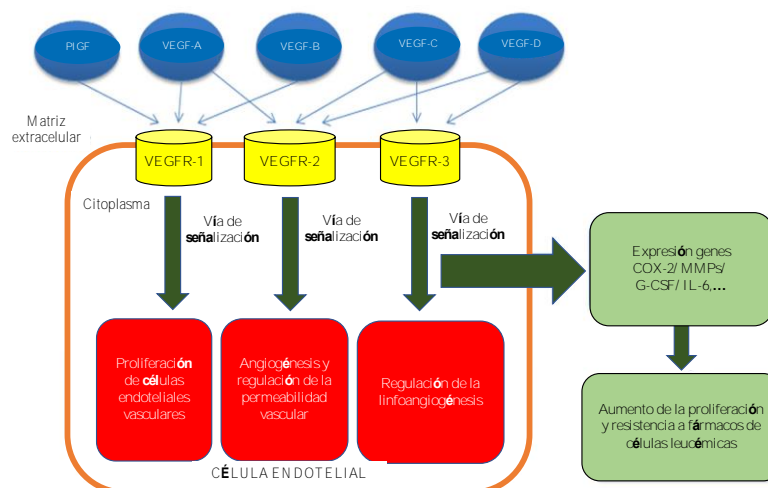 PlGF
VEGF-A
VEGF-B
VEGF-C
VEGF-D
Matriz
extracelular
VEGFR-1
VEGFR-2
VEGFR-3
Citoplasma
Vía de
señalización
Vía de
señalización
Vía de
señalización
Expresión genes
COX-2/ MMPs/
G-CSF/ IL-6,...
Proliferación
de células
endoteliales
vasculares
Angiogénesis y
regulación de la
permeabilidad
vascular
Regulación de la
linfoangiogénesis
Aumento de la proliferación
y resistencia a fármacos de
células leucémicas
CÉLULA ENDOTELIAL